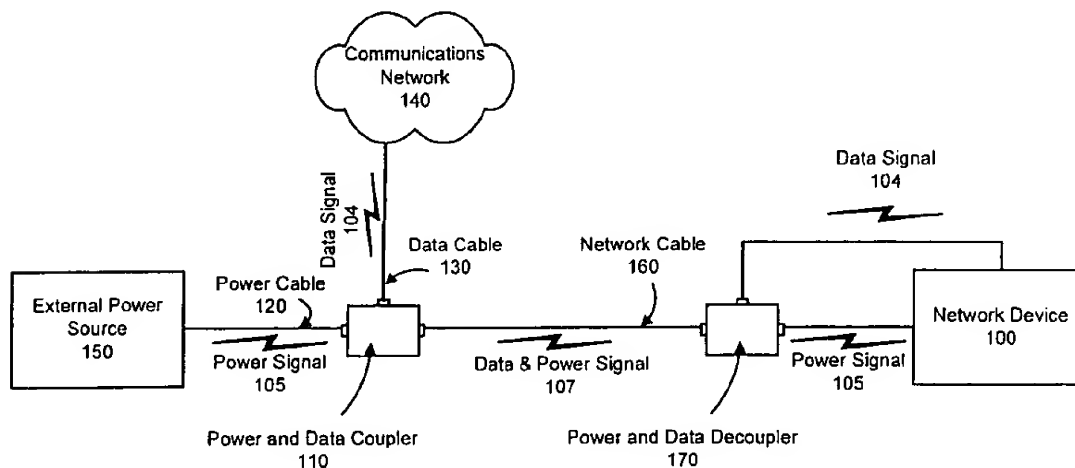 Communications
Network
140
Data Signal
104
Data Signal
104
Data Cable
130
Network Cable
160
Power Cable
120
External Power
Source
150
Network Device
100
Power Signal
105
Data & Power Signal
107
Power Signal
105
Power and Data Coupler
110
Power and Data Decoupler
170